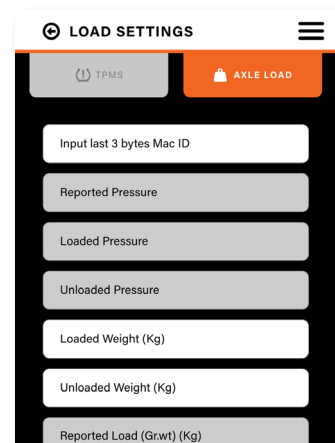 LOAD SETTINGS
TPMS
AXLE LOAD
Input last 3 bytes Mac ID
Reported Pressure
Loaded Pressure
Unloaded Pressure
Loaded Weight (Kg)
Unloaded Weight (Kg)
Reported Load (Gr.wt) (Kg)